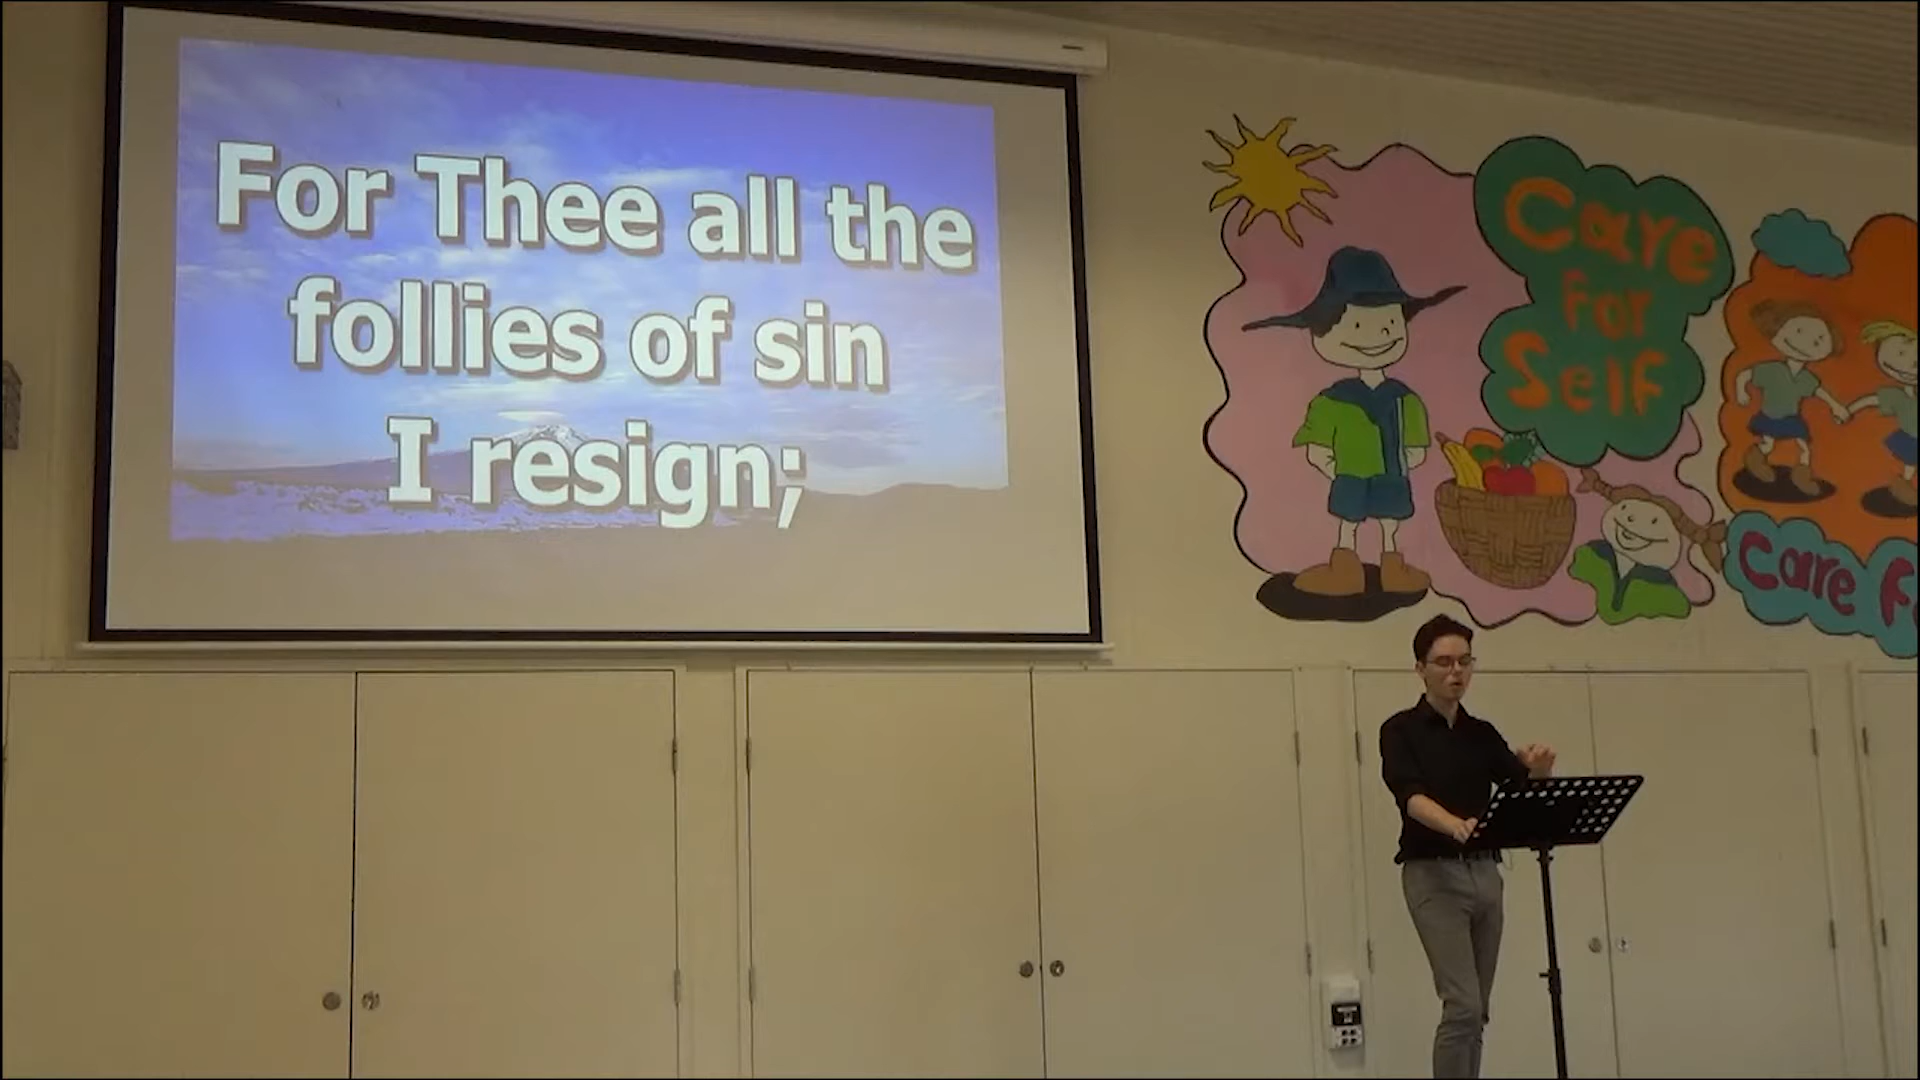 For Thee all the
follies of sin
I resign;
Care
For
Self
Care F